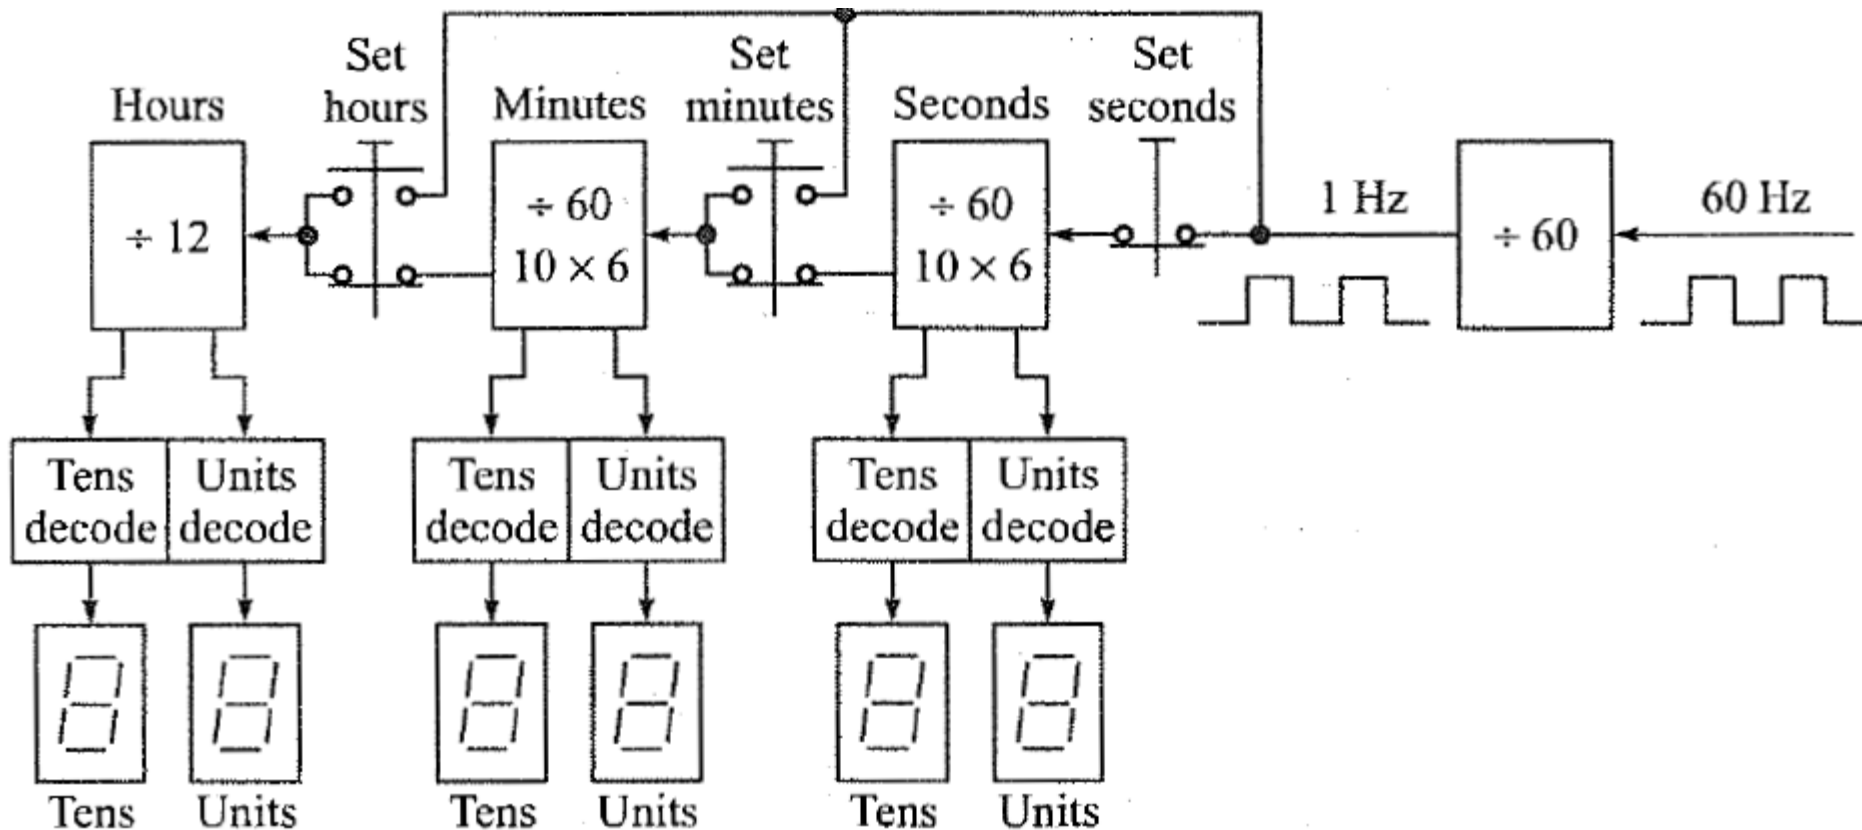 Set
hours
Set
minutes
Set
seconds
Hours
Minutes
Seconds
÷ 12
÷ 60
10 × 6
÷ 60
10 × 6
1 Hz
÷ 60
60 Hz
Tens
decode
Units
decode
Tens
decode
Units
decode
Tens
decode
Units
decode
Tens
Units
Tens
Units
Tens
Units